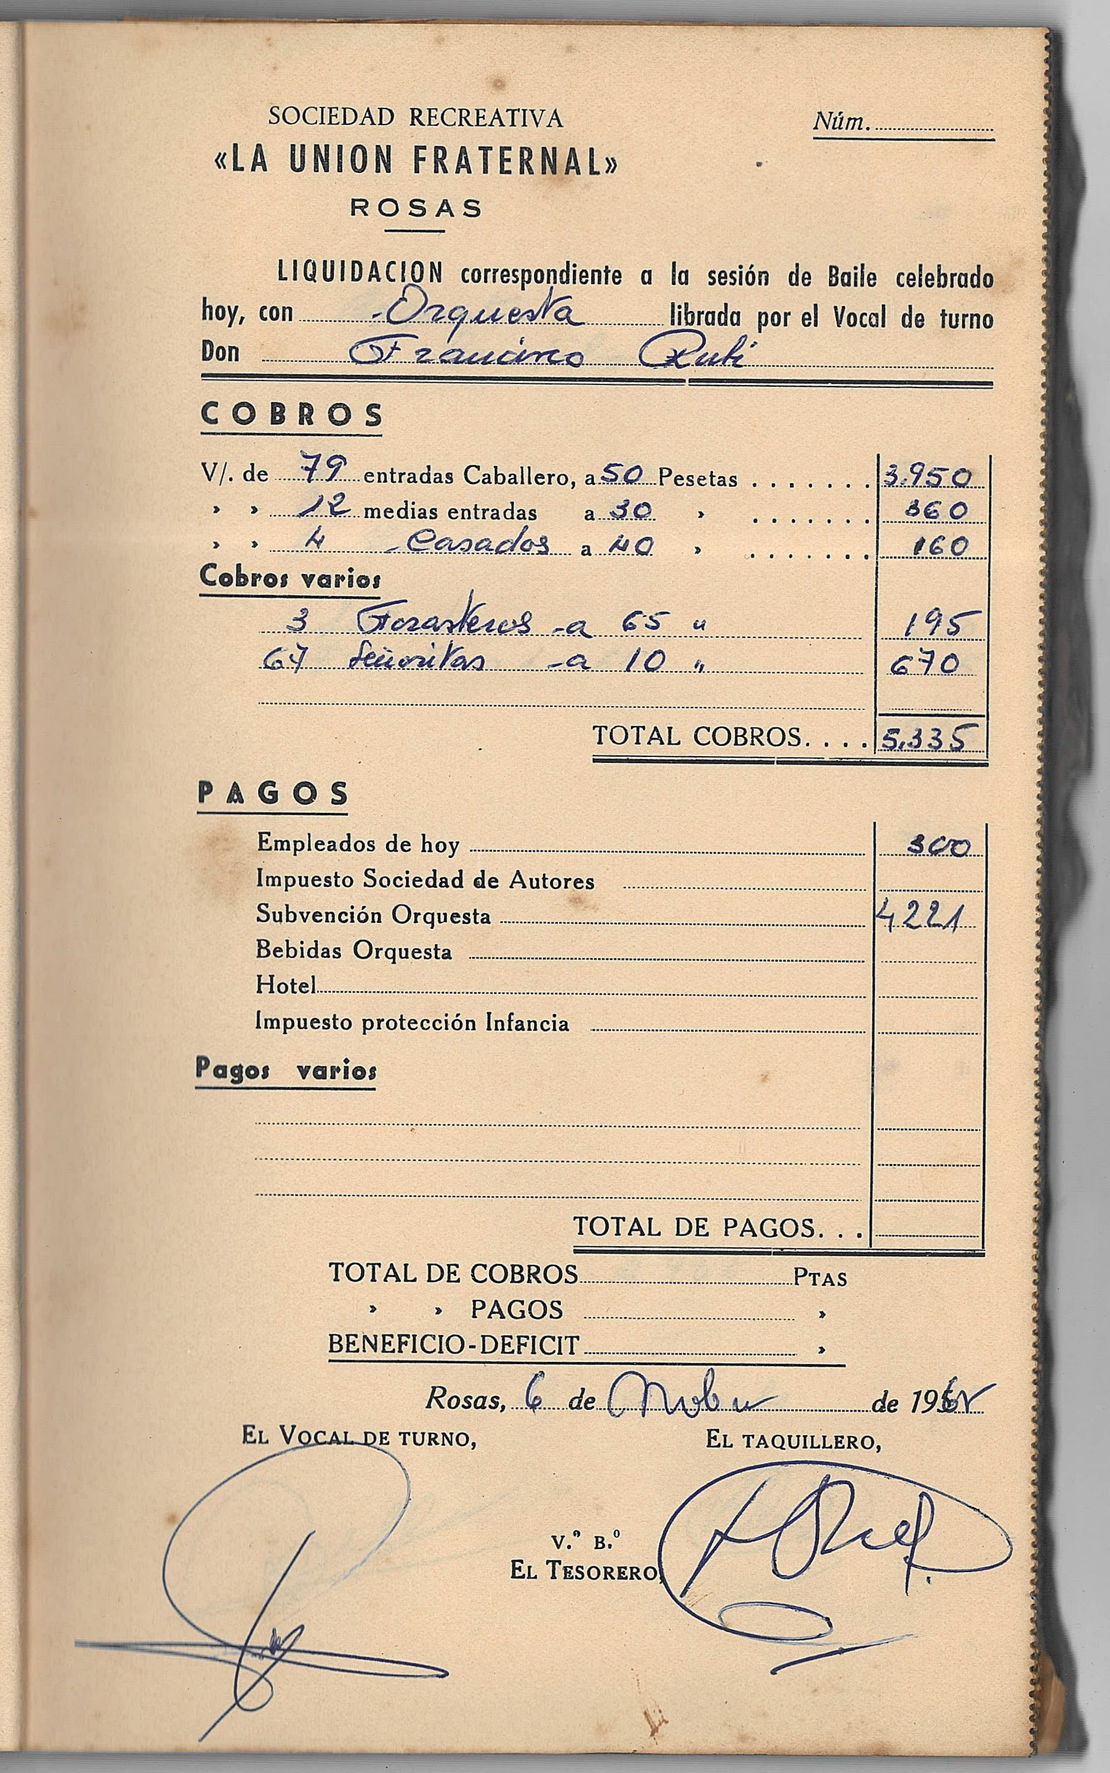 SOCIEDAD RECREATIVA
Núm.
«LA UNION FRATERNAL»
ROSAS
LIQUIDACION correspondiente a la sesión de Baile celebrado
hoy, con Orquesta librada por el Vocal de turno
Don Francisco Rubi
COBROS
V/. de 79 entradas Caballero, a 50 Pesetas ....... 3.950
» » 12 medias entradas a 30 » ....... 360
» » 4 Casados a 40 » ....... 160
Cobros varios
3 Forasteros - a 65 " 195
67 Señoritas - a 10 " 670
TOTAL COBROS.... 5,335
PAGOS
Empleados de hoy 300
Impuesto Sociedad de Autores
Subvención Orquesta 4221
Bebidas Orquesta
Hotel
Impuesto protección Infancia
Pagos varios
TOTAL DE PAGOS...
TOTAL DE COBROS PTAS
» » PAGOS »
BENEFICIO-DEFICIT »
Rosas, 6 de de 19
EL VOCAL DE TURNO, EL TAQUILLERO,
V.º B.º
EL TESORERO,